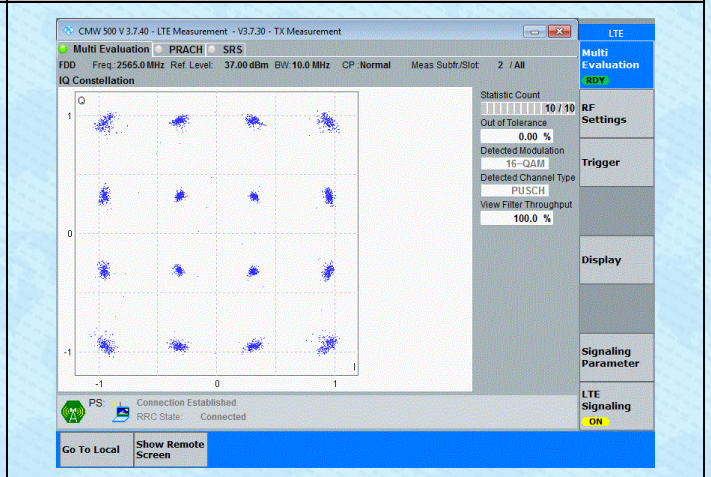 CMW 500 V 3.7.40 - LTE Measurement - V3.7.30 - TX Measurement
LTE
Multi Evaluation PRACH SRS
FDD Freq.: 2565.0 MHz Ref. Level: 37.00 dBm BW: 10.0 MHz CP : Normal Meas Subfr./Slot: 2 / All
IQ Constellation
Q
1
0
-1
I
-1 0 1
Statistic Count
10 / 10
Out of Tolerance
0.00 %
Detected Modulation
16-QAM
Detected Channel Type
PUSCH
View Filter Throughput
100.0 %
Multi
Evaluation
RDY
RF
Settings
Trigger
Display
Signaling
Parameter
LTE
Signaling
ON
PS: Connection Established
RRC State: Connected
Go To Local
Show Remote
Screen